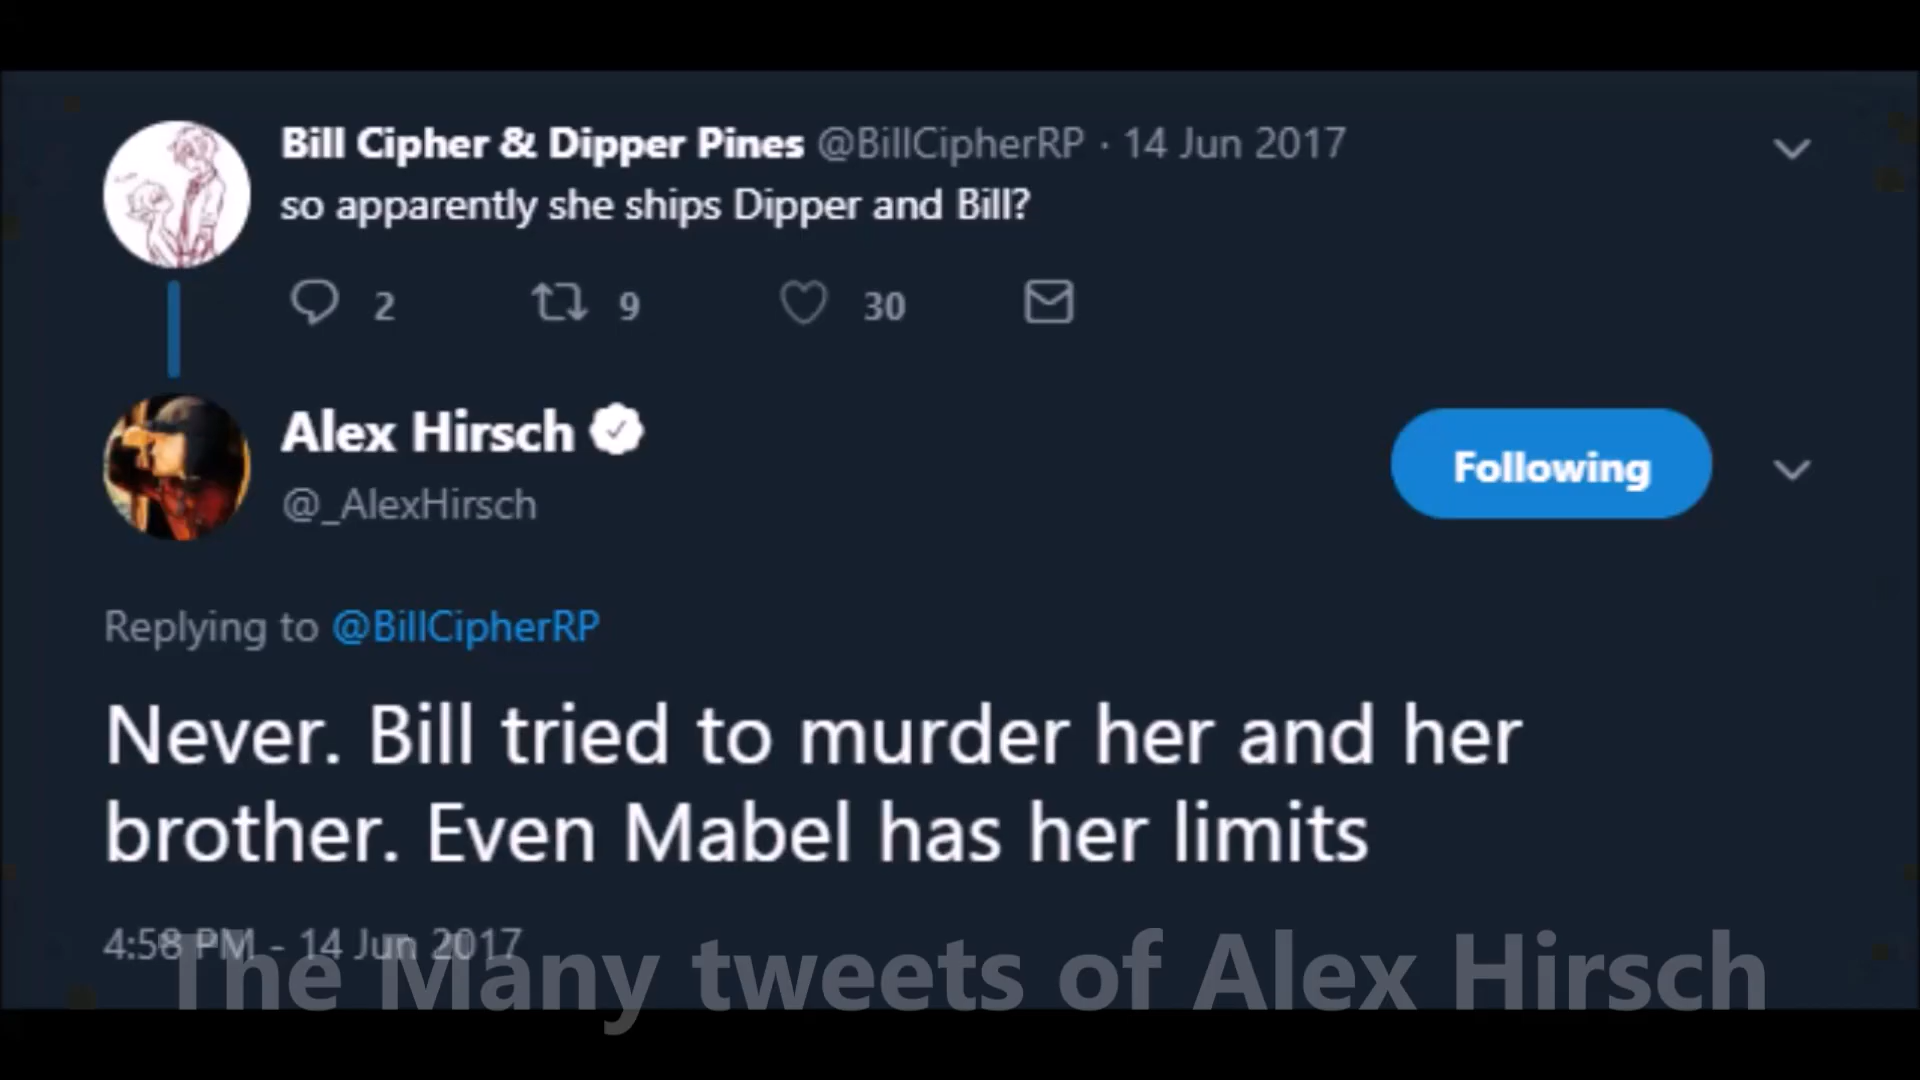 Bill Cipher & Dipper Pines @BillCipherRP · 14 Jun 2017
so apparently she ships Dipper and Bill?
2 9 30
Alex Hirsch
@_AlexHirsch
Following
Replying to @BillCipherRP
Never. Bill tried to murder her and her
brother. Even Mabel has her limits
4:58 PM - 14 Jun 2017
The Many tweets of Alex Hirsch